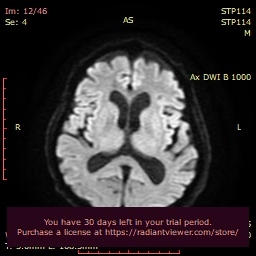 Im: 12/46
Se: 4
AS
STP114
STP114
M
Ax DWI B 1000
R
L
You have 30 days left in your trial period.
Purchase a license at https://radiantviewer.com/store/